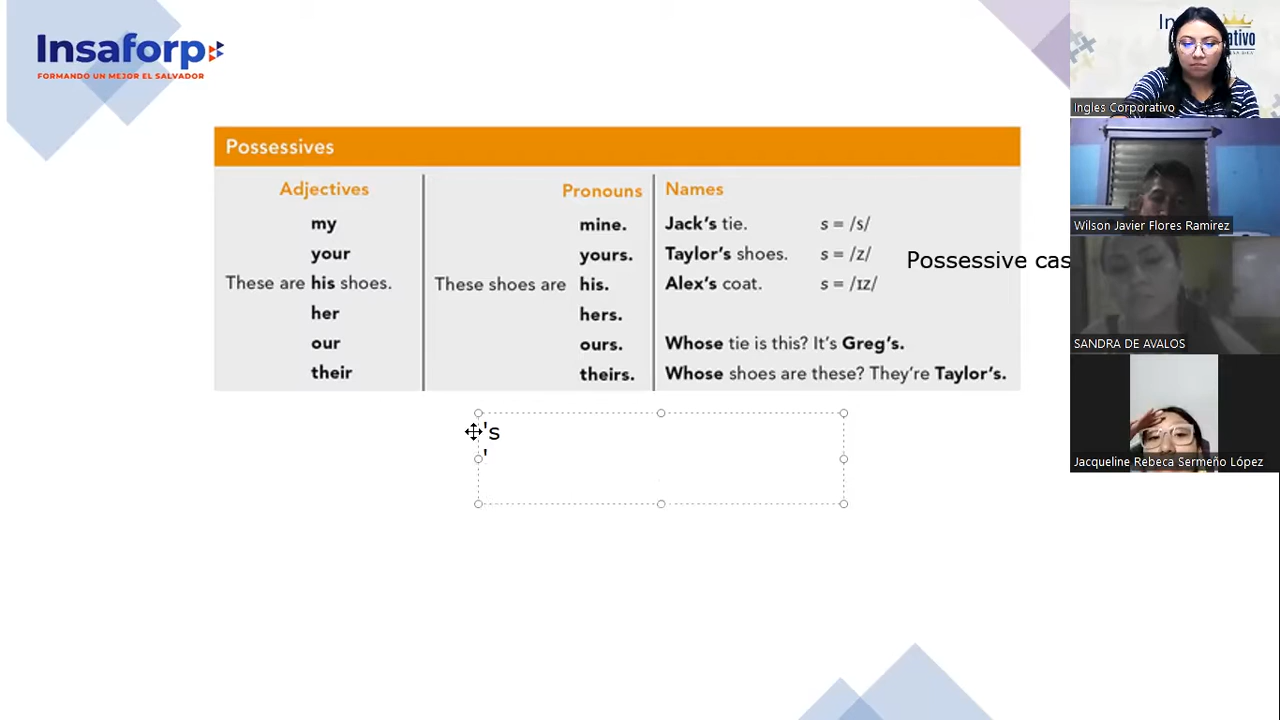 Insaforp
FORMANDO UN MEJOR EL SALVADOR
Possessives
Adjectives
my
your
These are his shoes.
her
our
their
Pronouns
mine.
yours.
These shoes are his.
hers.
ours.
theirs.
Names
Jack's tie. s = /s/
Taylor's shoes. s = /z/
Alex's coat. s = /ɪz/
Whose tie is this? It's Greg's.
Whose shoes are these? They're Taylor's.
Possessive cas
's
'
Ingles Corporativo
Wilson Javier Flores Ramirez
SANDRA DE AVALOS
Jacqueline Rebeca Sermeño López